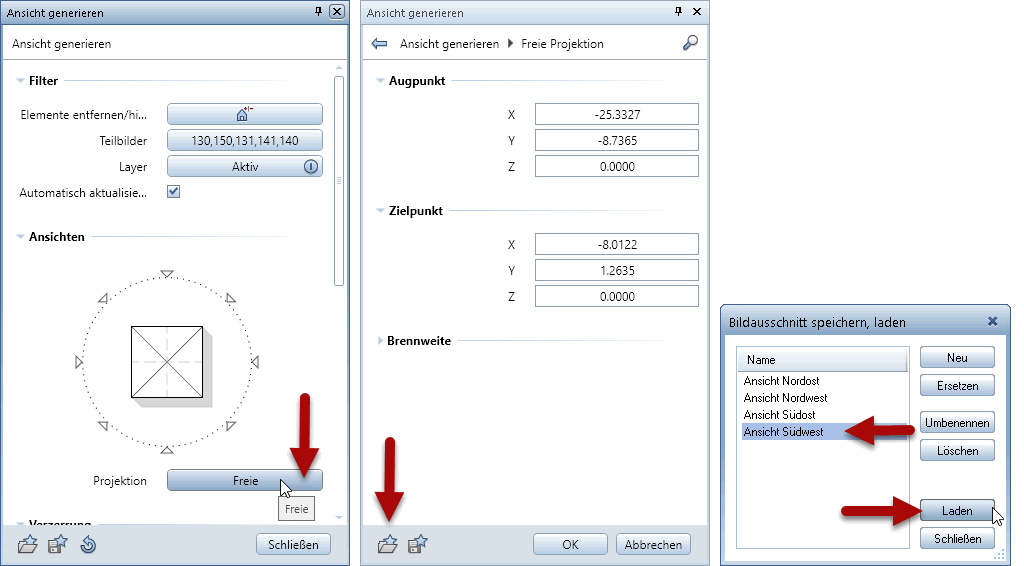 Ansicht generieren
Ansicht generieren
Filter
Elemente entfernen/hi...
Teilbilder 130,150,131,141,140
Layer Aktiv
Automatisch aktualisie...
Ansichten
Projektion Freie
Freie
Verzerrung
Schließen
Ansicht generieren
Ansicht generieren Freie Projektion
Augpunkt
X -25.3327
Y -8.7365
Z 0.0000
Zielpunkt
X -8.0122
Y 1.2635
Z 0.0000
Brennweite
OK Abbrechen
Bildausschnitt speichern, laden
Name
Ansicht Nordost
Ansicht Nordwest
Ansicht Südost
Ansicht Südwest
Neu
Ersetzen
Umbenennen
Löschen
Laden
Schließen